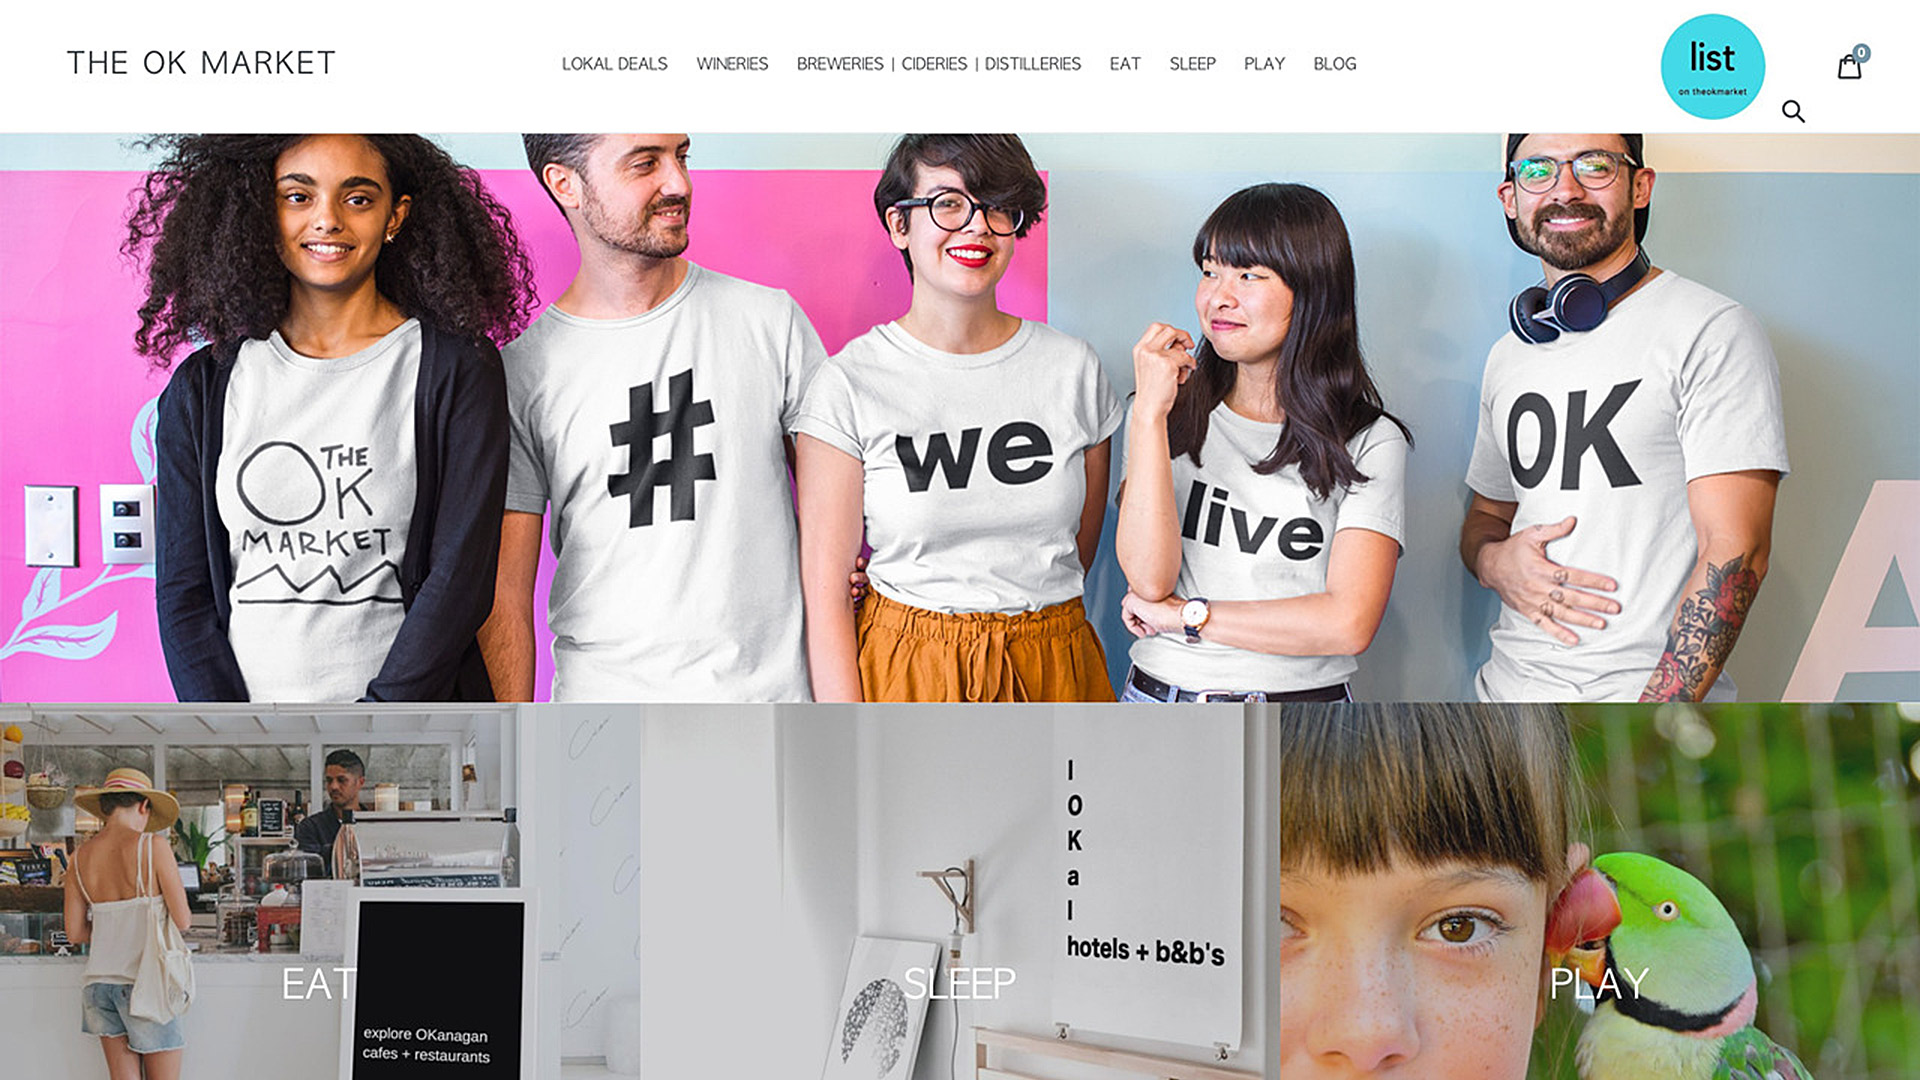 THE OK MARKET
LOKAL DEALS
WINERIES
BREWERIES | CIDERIES | DISTILLERIES
EAT
SLEEP
PLAY
BLOG
list
on theokmarket
0
THE
OK
MARKET
#
we
live
OK
A
EAT
explore OKanagan
cafes + restaurants
SLEEP
l
O
K
a
l
hotels + b&b's
PLAY